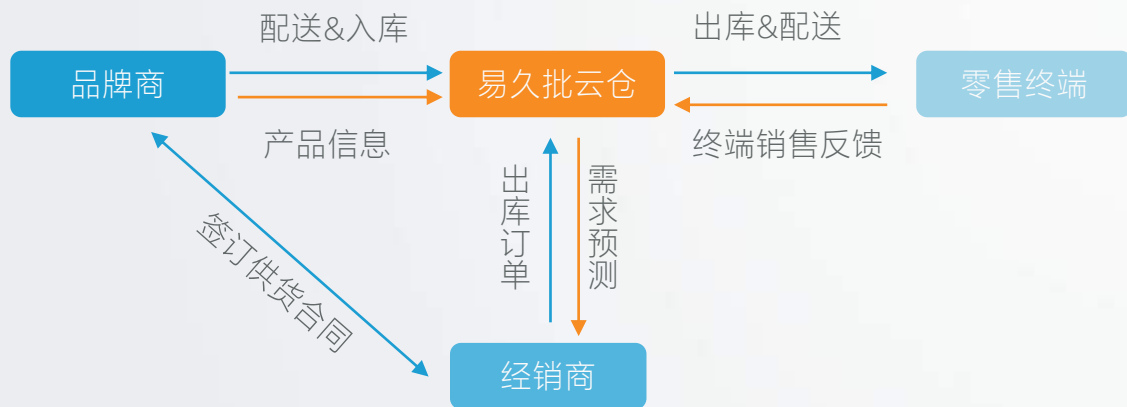 配送&入库
出库&配送
品牌商
易久批云仓
零售终端
产品信息
终端销售反馈
出库订单
需求预测
签订供货合同
经销商